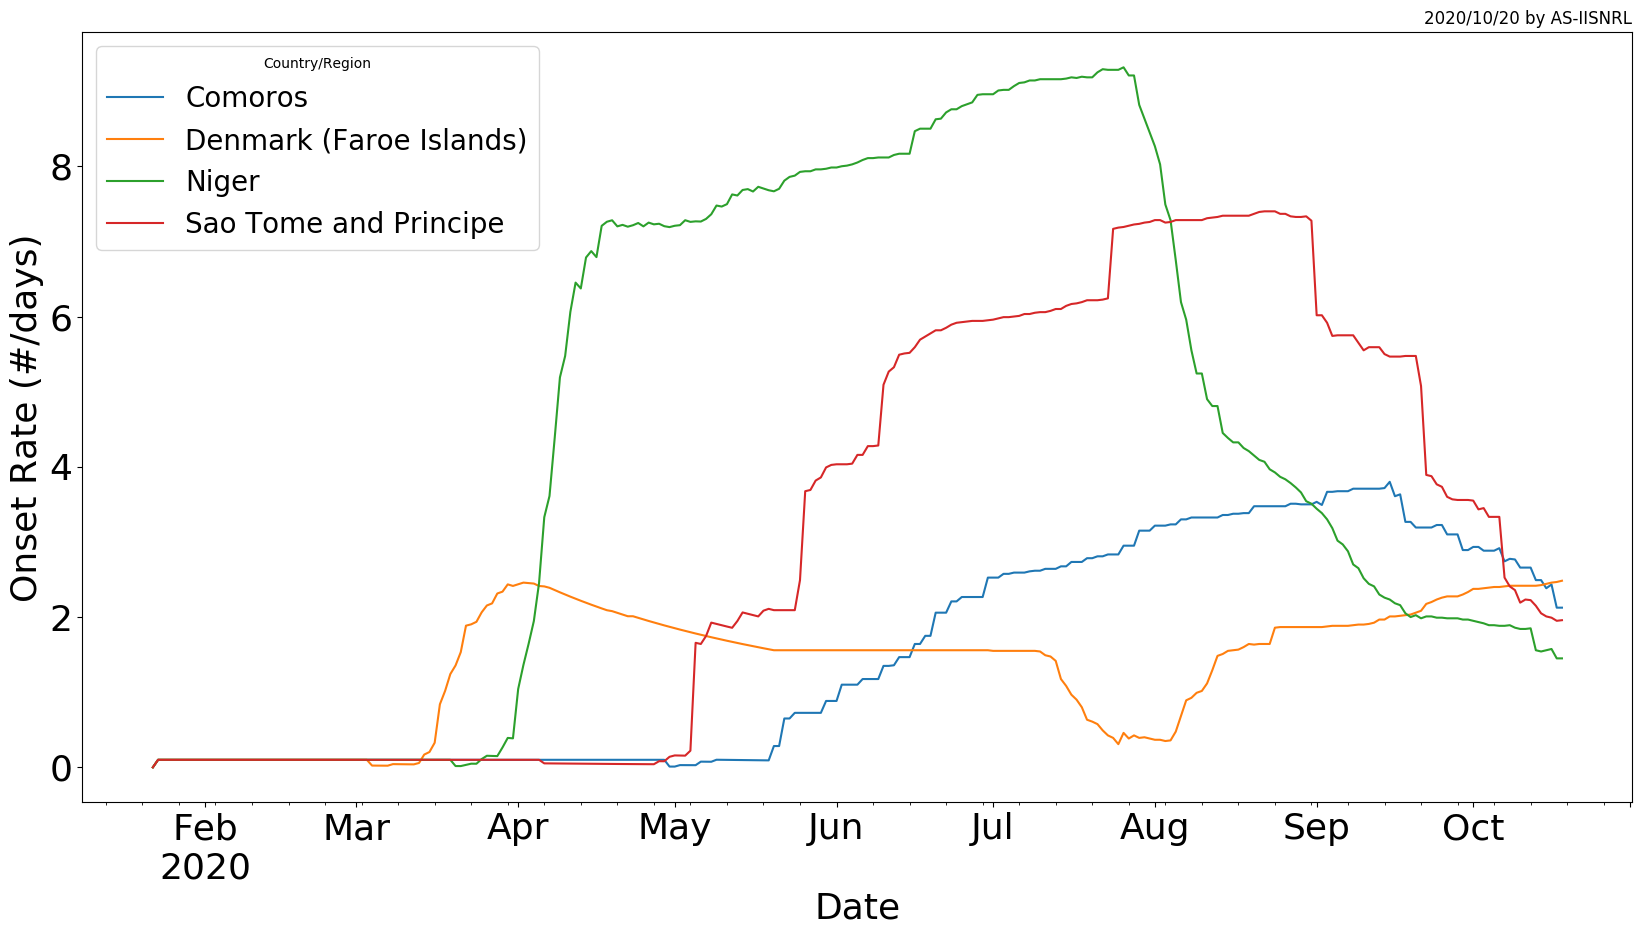 2020/10/20 by AS-IISNRL
Country/Region
Comoros
Denmark (Faroe Islands)
Niger
Sao Tome and Principe
Onset Rate (#/days)
8
6
4
2
0
Feb Mar Apr May Jun Jul Aug Sep Oct
2020
Date